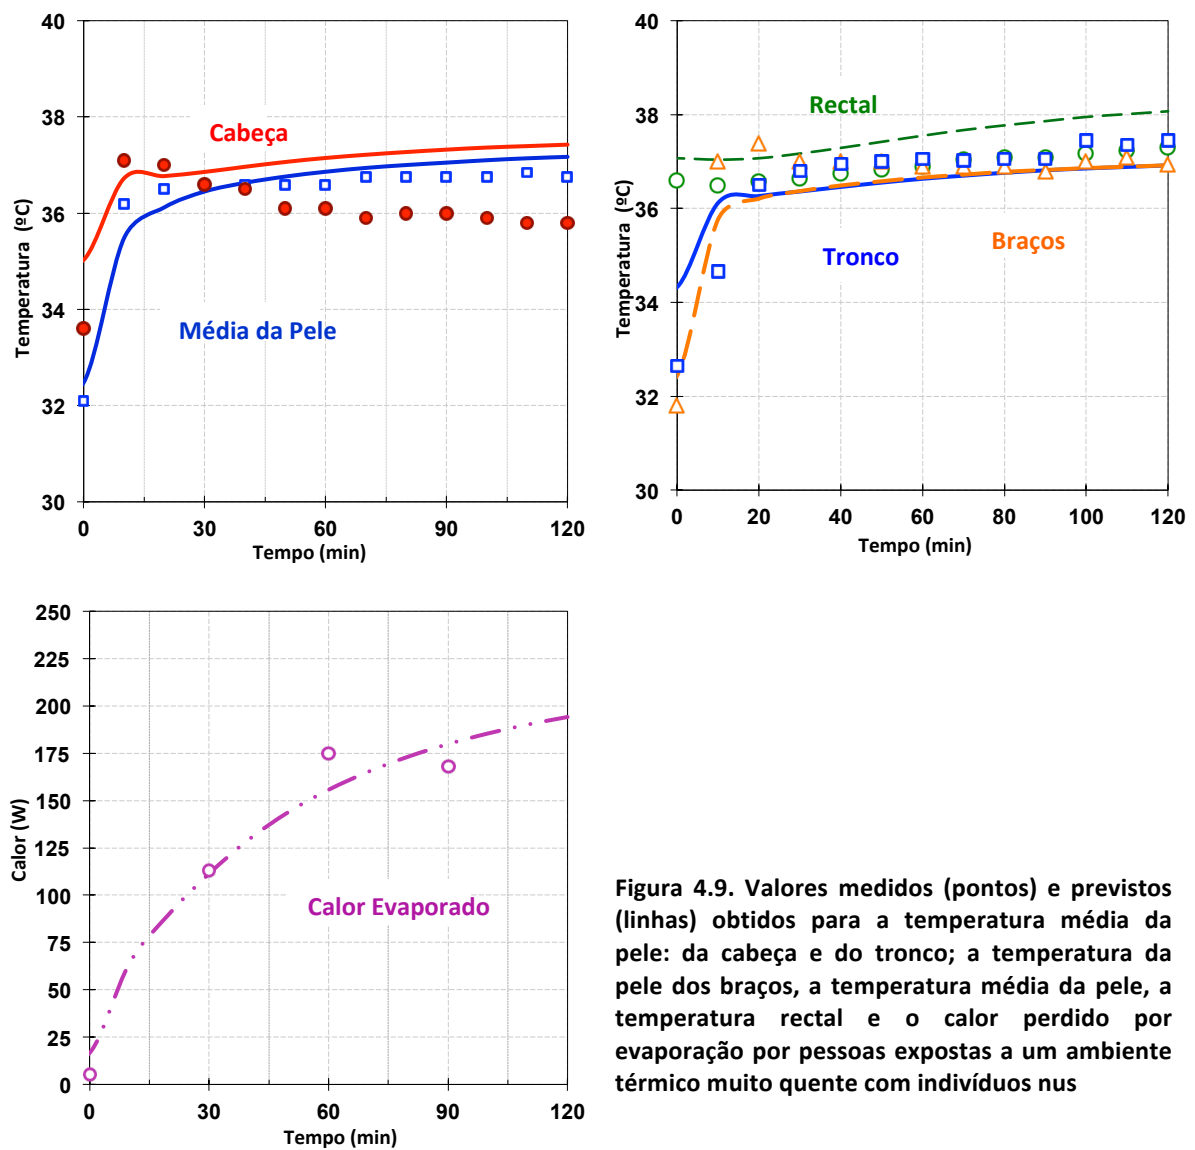 40
38
36
34
32
30
Temperatura (ºC)
Cabeça
Média da Pele
0
30
60
90
120
Tempo (min)
40
38
36
34
32
30
Temperatura (ºC)
Rectal
Tronco
Braços
0
20
40
60
80
100
120
Tempo (min)
250
225
200
175
150
125
100
75
50
25
0
Calor (W)
Calor Evaporado
0
30
60
90
120
Tempo (min)
Figura 4.9. Valores medidos (pontos) e previstos
(linhas) obtidos para a temperatura média da
pele: da cabeça e do tronco; a temperatura da
pele dos braços, a temperatura média da pele, a
temperatura rectal e o calor perdido por
evaporação por pessoas expostas a um ambiente
térmico muito quente com indivíduos nus